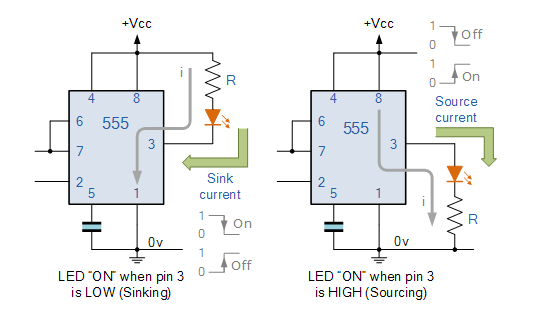 +Vcc
i
R
4
8
6
555
3
7
2
5
1
Sink
current
1
0
On
1
0
Off
0v
LED "ON" when pin 3
is LOW (Sinking)
+Vcc
1
0
Off
1
0
On
4
8
Source
current
6
555
3
7
2
5
1
i
R
0v
LED "ON" when pin 3
is HIGH (Sourcing)